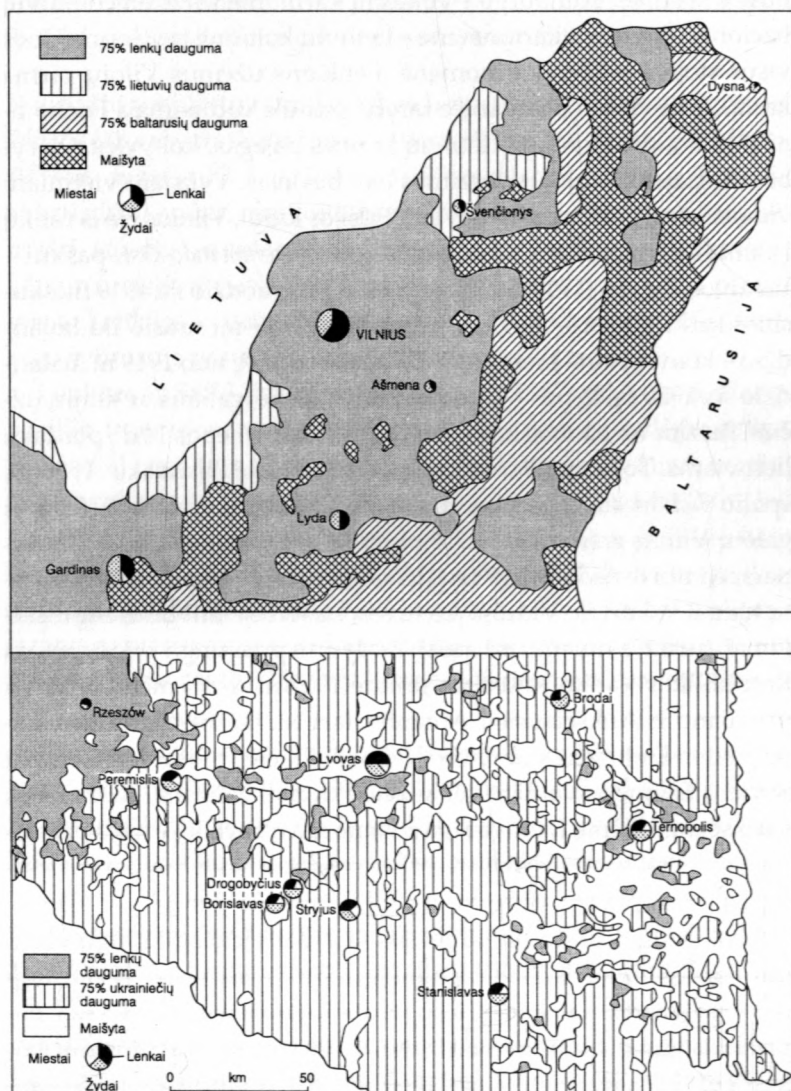 75% lenkų dauguma
75% lietuvių dauguma
75% baltarusių dauguma
Maišyta
Miestai
Lenkai
Žydai
Dysna
Švenčionys
LIETUVA
VILNIUS
Ašmena
BALTARUSIJA
Lyda
Gardinas
Rzeszów
Brodai
Lvovas
Peremislis
Ternopolis
Drogobyčius
Borislavas
Stryjus
Stanislavas
75% lenkų
dauguma
75% ukrainiečių
dauguma
Maišyta
Miestai
Lenkai
Žydai
0 km 50